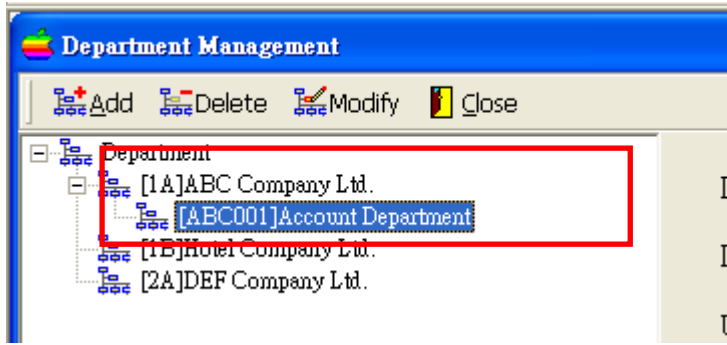 Department Management
Add Delete Modify Close
Department
[1A]ABC Company Ltd.
[ABC001]Account Department
[1B]Hotel Company Ltd.
[2A]DEF Company Ltd.